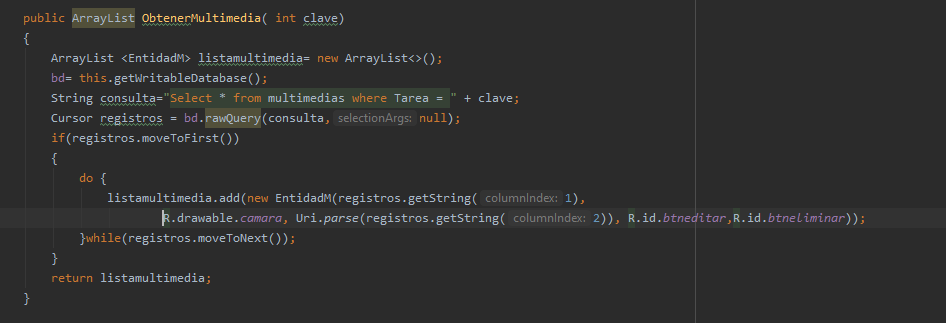 public ArrayList ObtenerMultimedia( int clave)
{
ArrayList <EntidadM> listamultimedia= new ArrayList<>();
bd= this.getWritableDatabase();
String consulta="Select * from multimedias where Tarea = " + clave;
Cursor registros = bd.rawQuery(consulta, selectionArgs: null);
if(registros.moveToFirst())
{
do {
listamultimedia.add(new EntidadM(registros.getString( columnIndex: 1),
R.drawable.camara, Uri.parse(registros.getString( columnIndex: 2)), R.id.btneditar,R.id.btneliminar));
}while(registros.moveToNext());
}
return listamultimedia;
}